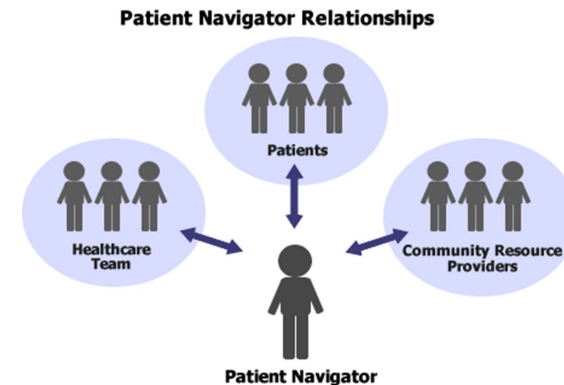 Patient Navigator Relationships
Patients
Healthcare
Team
Community Resource
Providers
Patient Navigator